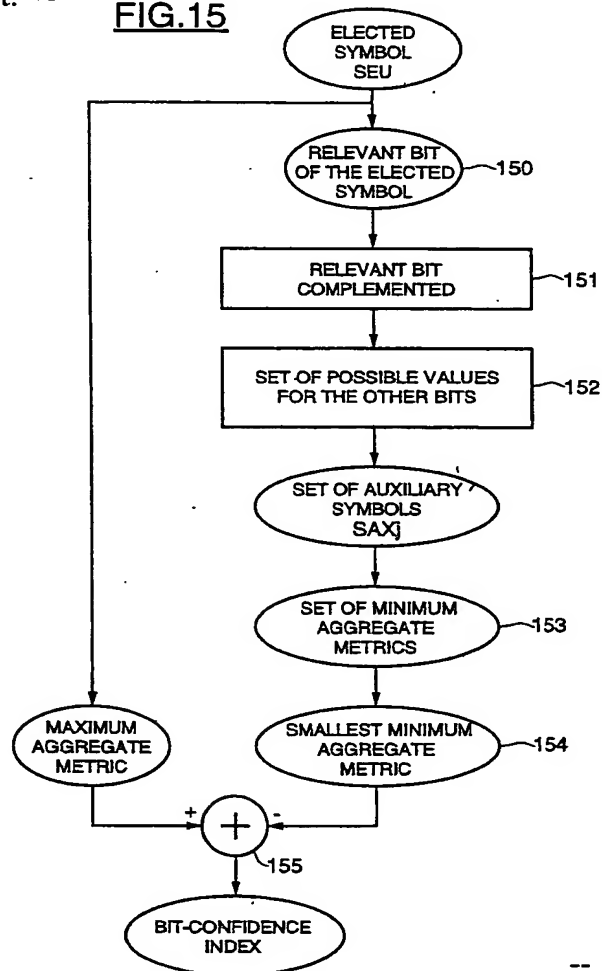 FIG.15
ELECTED
SYMBOL
SEU
RELEVANT BIT
OF THE ELECTED
SYMBOL
150
RELEVANT BIT
COMPLEMENTED
151
SET OF POSSIBLE VALUES
FOR THE OTHER BITS
152
SET OF AUXILIARY
SYMBOLS
SAXj
SET OF MINIMUM
AGGREGATE
METRICS
153
MAXIMUM
AGGREGATE
METRIC
SMALLEST MINIMUM
AGGREGATE
METRIC
154
+ + -
155
BIT-CONFIDENCE
INDEX